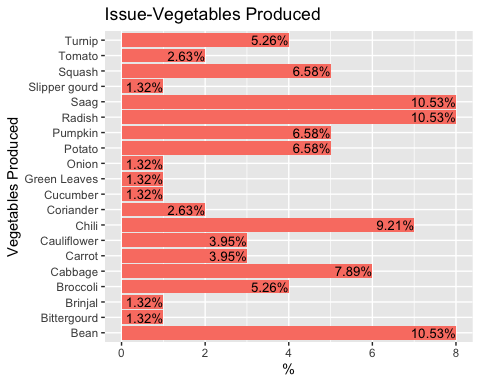 Issue-Vegetables Produced
Vegetables Produced
Turnip 5.26%
Tomato 2.63%
Squash 6.58%
Slipper gourd 1.32%
Saag 10.53%
Radish 10.53%
Pumpkin 6.58%
Potato 6.58%
Onion 1.32%
Green Leaves 1.32%
Cucumber 1.32%
Coriander 2.63%
Chili 9.21%
Cauliflower 3.95%
Carrot 3.95%
Cabbage 7.89%
Broccoli 5.26%
Brinjal 1.32%
Bittergourd 1.32%
Bean 10.53%
0 2 4 6 8
%